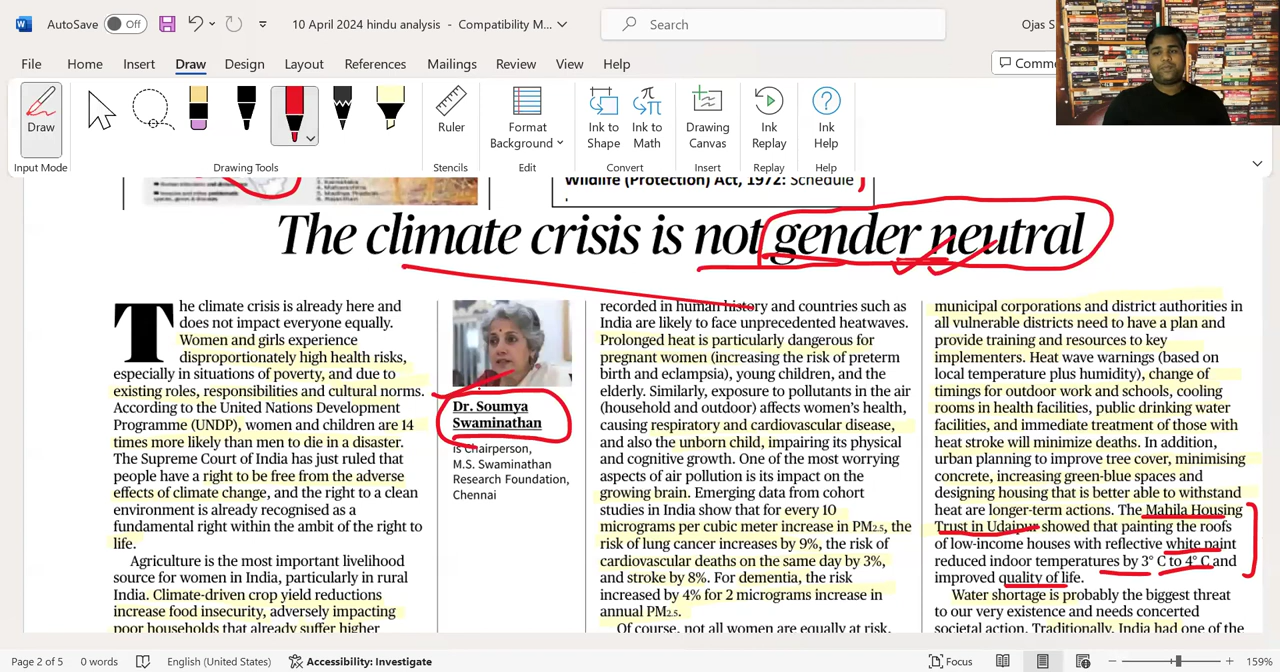 AutoSave Off 10 April 2024 hindu analysis - Compatibility M... Search Ojas S
File Home Insert Draw Design Layout References Mailings Review View Help Comm
Draw Ruler Format Background Ink to Shape Ink to Math Drawing Canvas Ink Replay Ink Help
Input Mode Drawing Tools Stencils Edit Convert Insert Replay Help
Wildlife (Protection) Act, 1972: Schedule
The climate crisis is not gender neutral
The climate crisis is already here and
does not impact everyone equally.
Women and girls experience
disproportionately high health risks,
especially in situations of poverty, and due to
existing roles, responsibilities and cultural norms.
According to the United Nations Development
Programme (UNDP), women and children are 14
times more likely than men to die in a disaster.
The Supreme Court of India has just ruled that
people have a right to be free from the adverse
effects of climate change, and the right to a clean
environment is already recognised as a
fundamental right within the ambit of the right to
life.
Agriculture is the most important livelihood
source for women in India, particularly in rural
India. Climate-driven crop yield reductions
increase food insecurity, adversely impacting
poor households that already suffer higher
Dr. Soumya
Swaminathan
is Chairperson,
M.S. Swaminathan
Research Foundation,
Chennai
recorded in human history and countries such as
India are likely to face unprecedented heatwaves.
Prolonged heat is particularly dangerous for
pregnant women (increasing the risk of preterm
birth and eclampsia), young children, and the
elderly. Similarly, exposure to pollutants in the air
(household and outdoor) affects women's health,
causing respiratory and cardiovascular disease,
and also the unborn child, impairing its physical
and cognitive growth. One of the most worrying
aspects of air pollution is its impact on the
growing brain. Emerging data from cohort
studies in India show that for every 10
micrograms per cubic meter increase in PM2.5, the
risk of lung cancer increases by 9%, the risk of
cardiovascular deaths on the same day by 3%,
and stroke by 8%. For dementia, the risk
increased by 4% for 2 micrograms increase in
annual PM2.5.
Of course, not all women are equally at risk.
municipal corporations and district authorities in
all vulnerable districts need to have a plan and
provide training and resources to key
implementers. Heat wave warnings (based on
local temperature plus humidity), change of
timings for outdoor work and schools, cooling
rooms in health facilities, public drinking water
facilities, and immediate treatment of those with
heat stroke will minimize deaths. In addition,
urban planning to improve tree cover, minimising
concrete, increasing green-blue spaces and
designing housing that is better able to withstand
heat are longer-term actions. The Mahila Housing
Trust in Udaipur showed that painting the roofs
of low-income houses with reflective white paint
reduced indoor temperatures by 3° C to 4° C and
improved quality of life.
Water shortage is probably the biggest threat
to our very existence and needs concerted
societal action. Traditionally, India had one of the
Page 2 of 5 0 words English (United States) Accessibility: Investigate Focus 159%